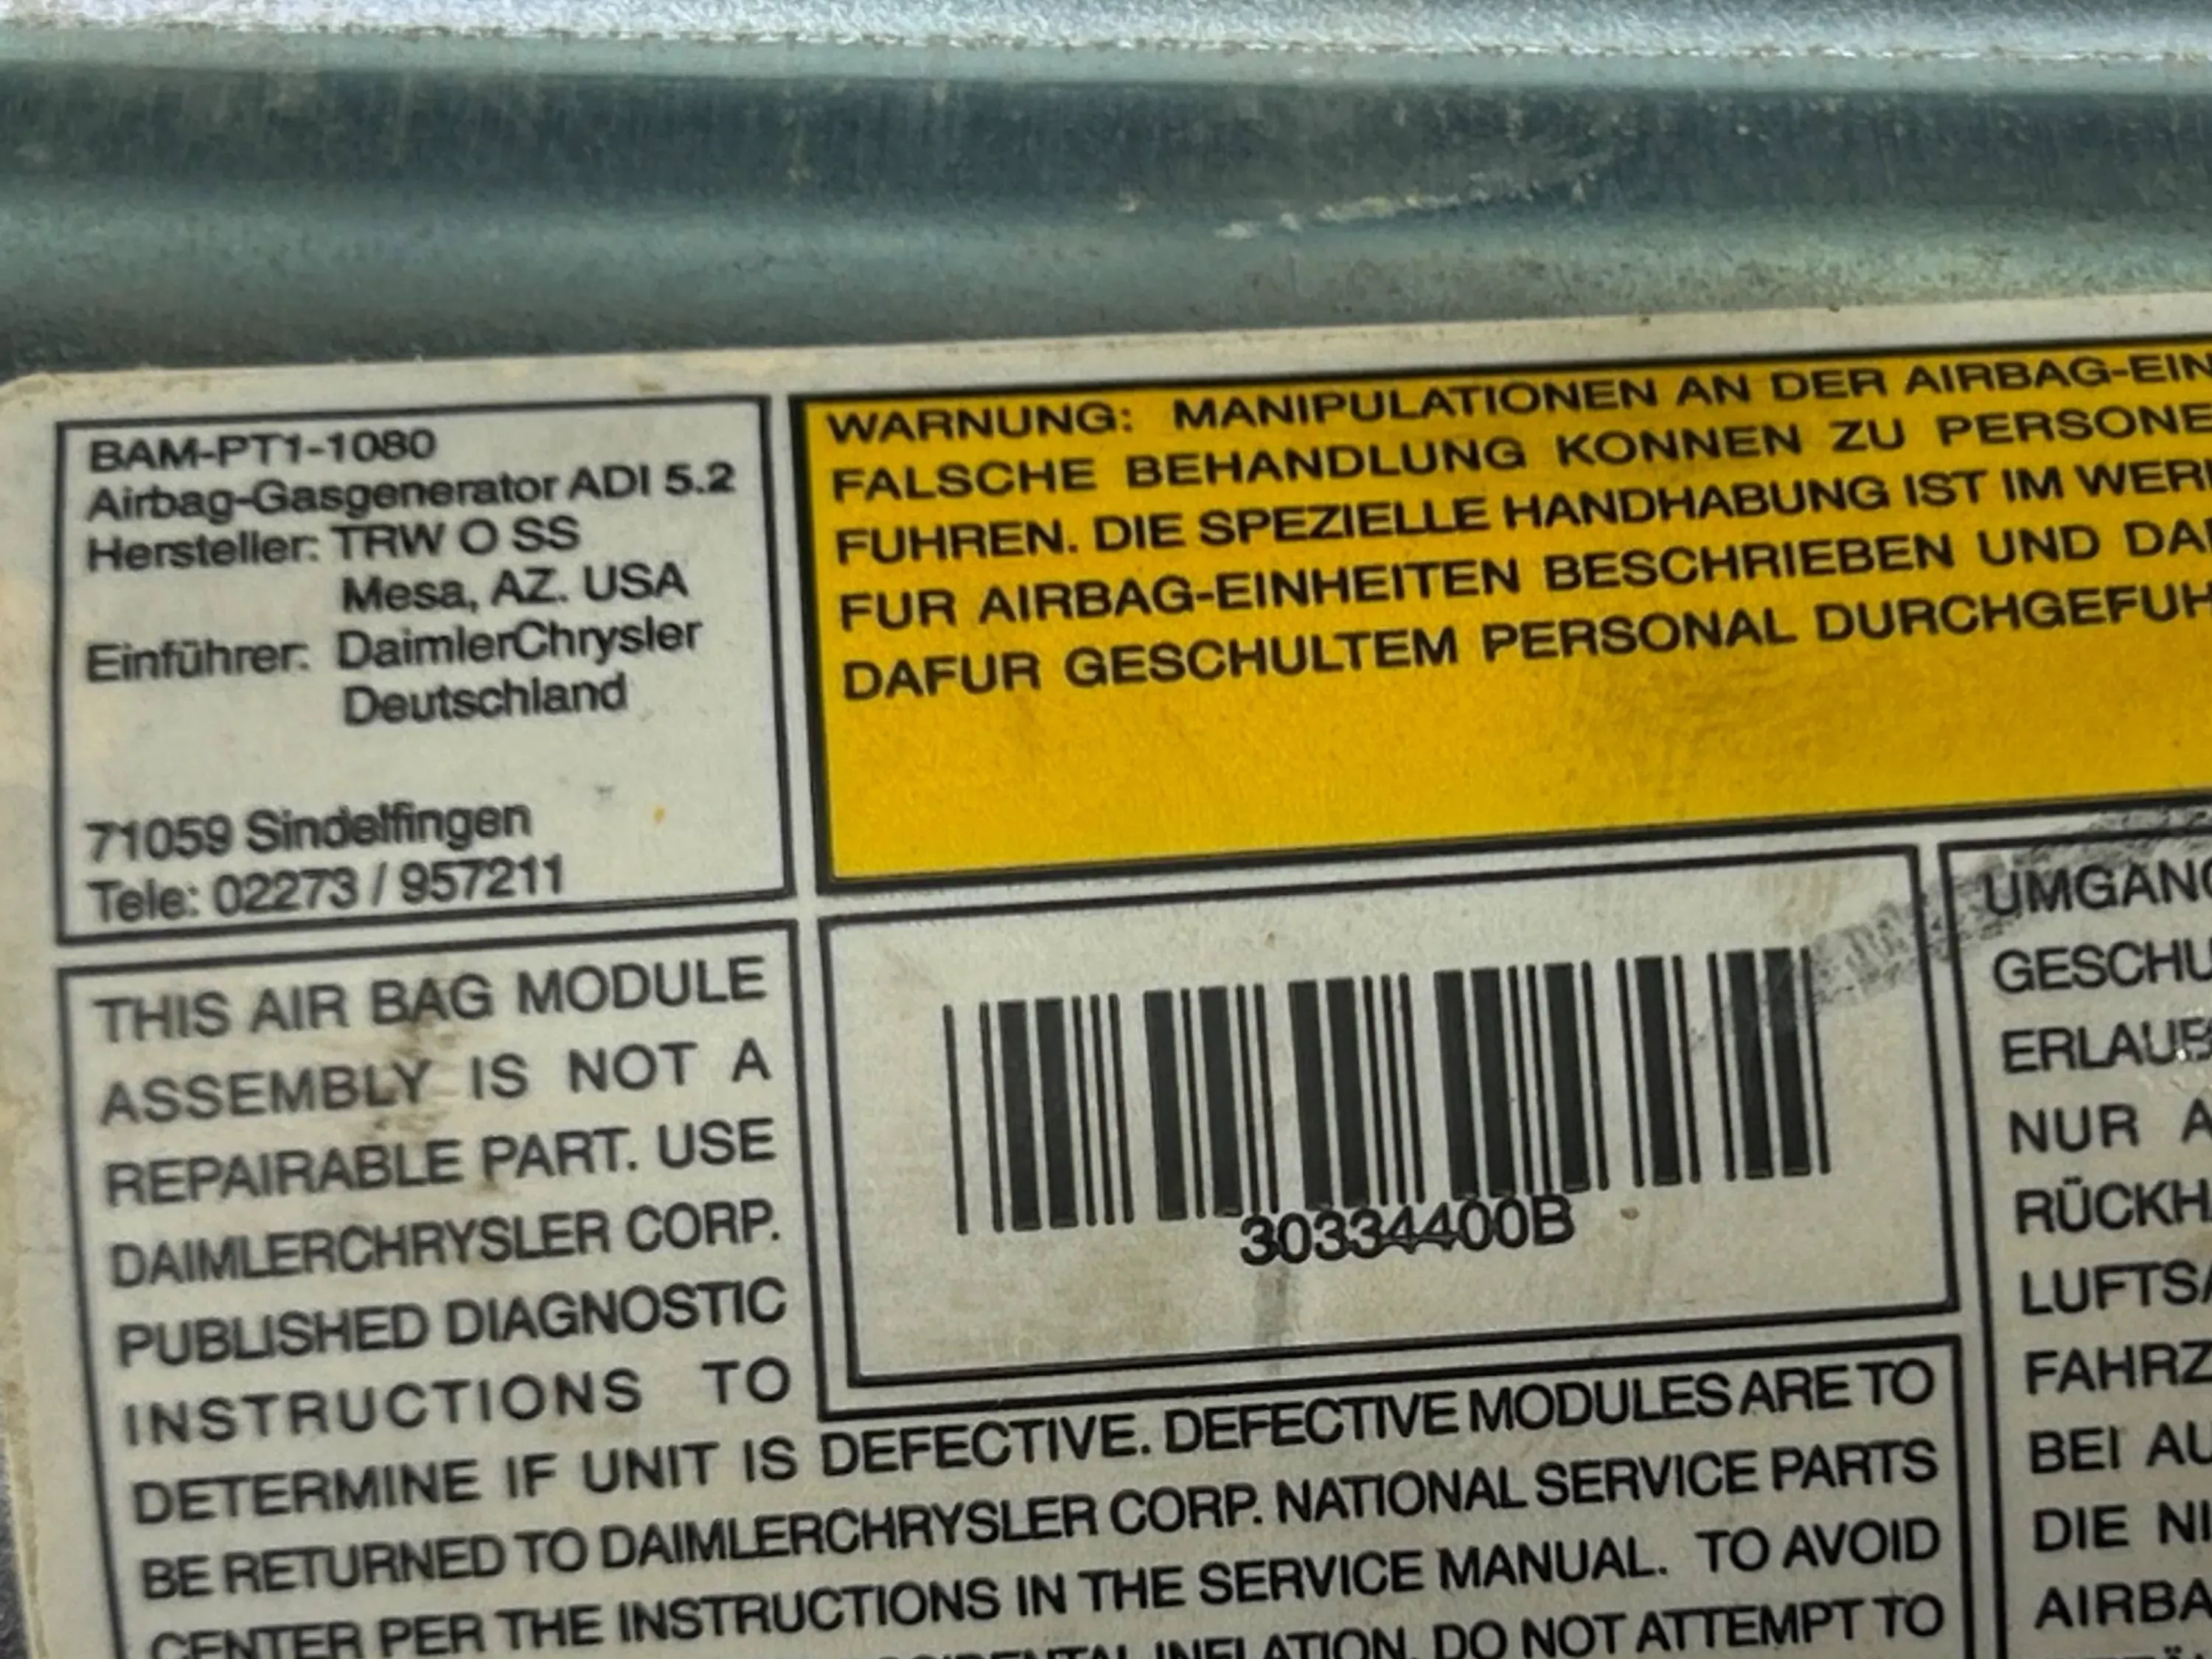 BAM-PT1-1080
Airbag-Gasgenerator ADI 5.2
Hersteller: TRW O SS
Mesa, AZ. USA
Einführer: DaimlerChrysler
Deutschland
71059 Sindelfingen
Tele: 02273 / 957211
WARNUNG: MANIPULATIONEN AN DER AIRBAG-EIN
FALSCHE BEHANDLUNG KONNEN ZU PERSONE
FUHREN. DIE SPEZIELLE HANDHABUNG IST IM WER
FUR AIRBAG-EINHEITEN BESCHRIEBEN UND DA
DAFUR GESCHULTEM PERSONAL DURCHGEFUH
30334400B
THIS AIR BAG MODULE
ASSEMBLY IS NOT A
REPAIRABLE PART. USE
DAIMLERCHRYSLER CORP.
PUBLISHED DIAGNOSTIC
INSTRUCTIONS TO
DETERMINE IF UNIT IS DEFECTIVE. DEFECTIVE MODULES ARE TO
BE RETURNED TO DAIMLERCHRYSLER CORP. NATIONAL SERVICE PARTS
CENTER PER THE INSTRUCTIONS IN THE SERVICE MANUAL. TO AVOID
INFLATION, DO NOT ATTEMPT TO
UMGANG
GESCHU
ERLAUB
NUR A
RÜCKH
LUFTSA
FAHRZ
BEI AU
DIE NI
AIRBA